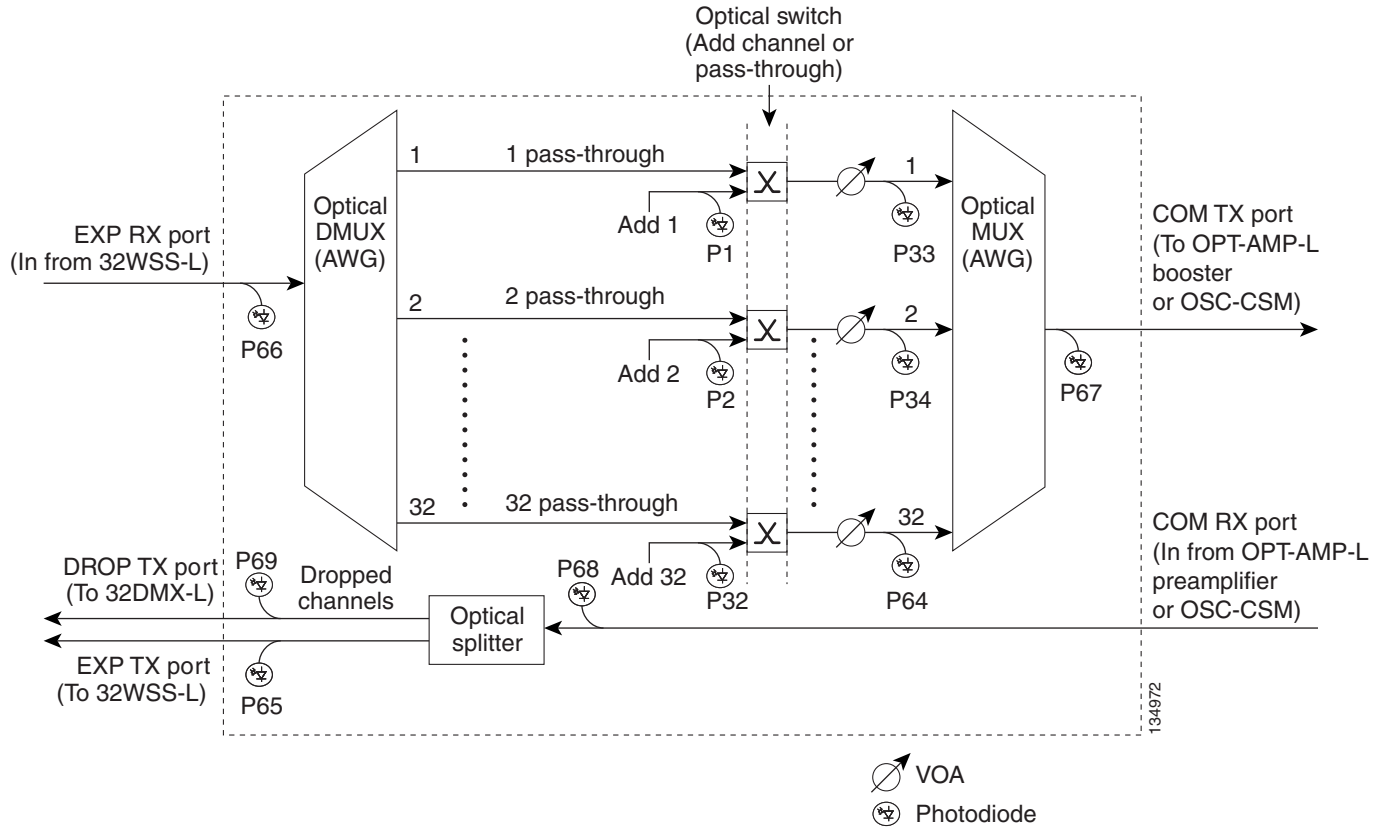 Optical switch
(Add channel or
pass-through)
1
1 pass-through
Optical
DMUX
(AWG)
Add 1
P1
1
P33
Optical
MUX
(AWG)
EXP RX port
(In from 32WSS-L)
P66
COM TX port
(To OPT-AMP-L
booster
or OSC-CSM)
2
2 pass-through
Add 2
P2
2
P34
P67
32
32 pass-through
Add 32
P32
32
P64
COM RX port
(In from OPT-AMP-L
preamplifier
or OSC-CSM)
DROP TX port
(To 32DMX-L)
P69
Dropped
channels
Optical
splitter
P68
EXP TX port
(To 32WSS-L)
P65
134972
VOA
Photodiode